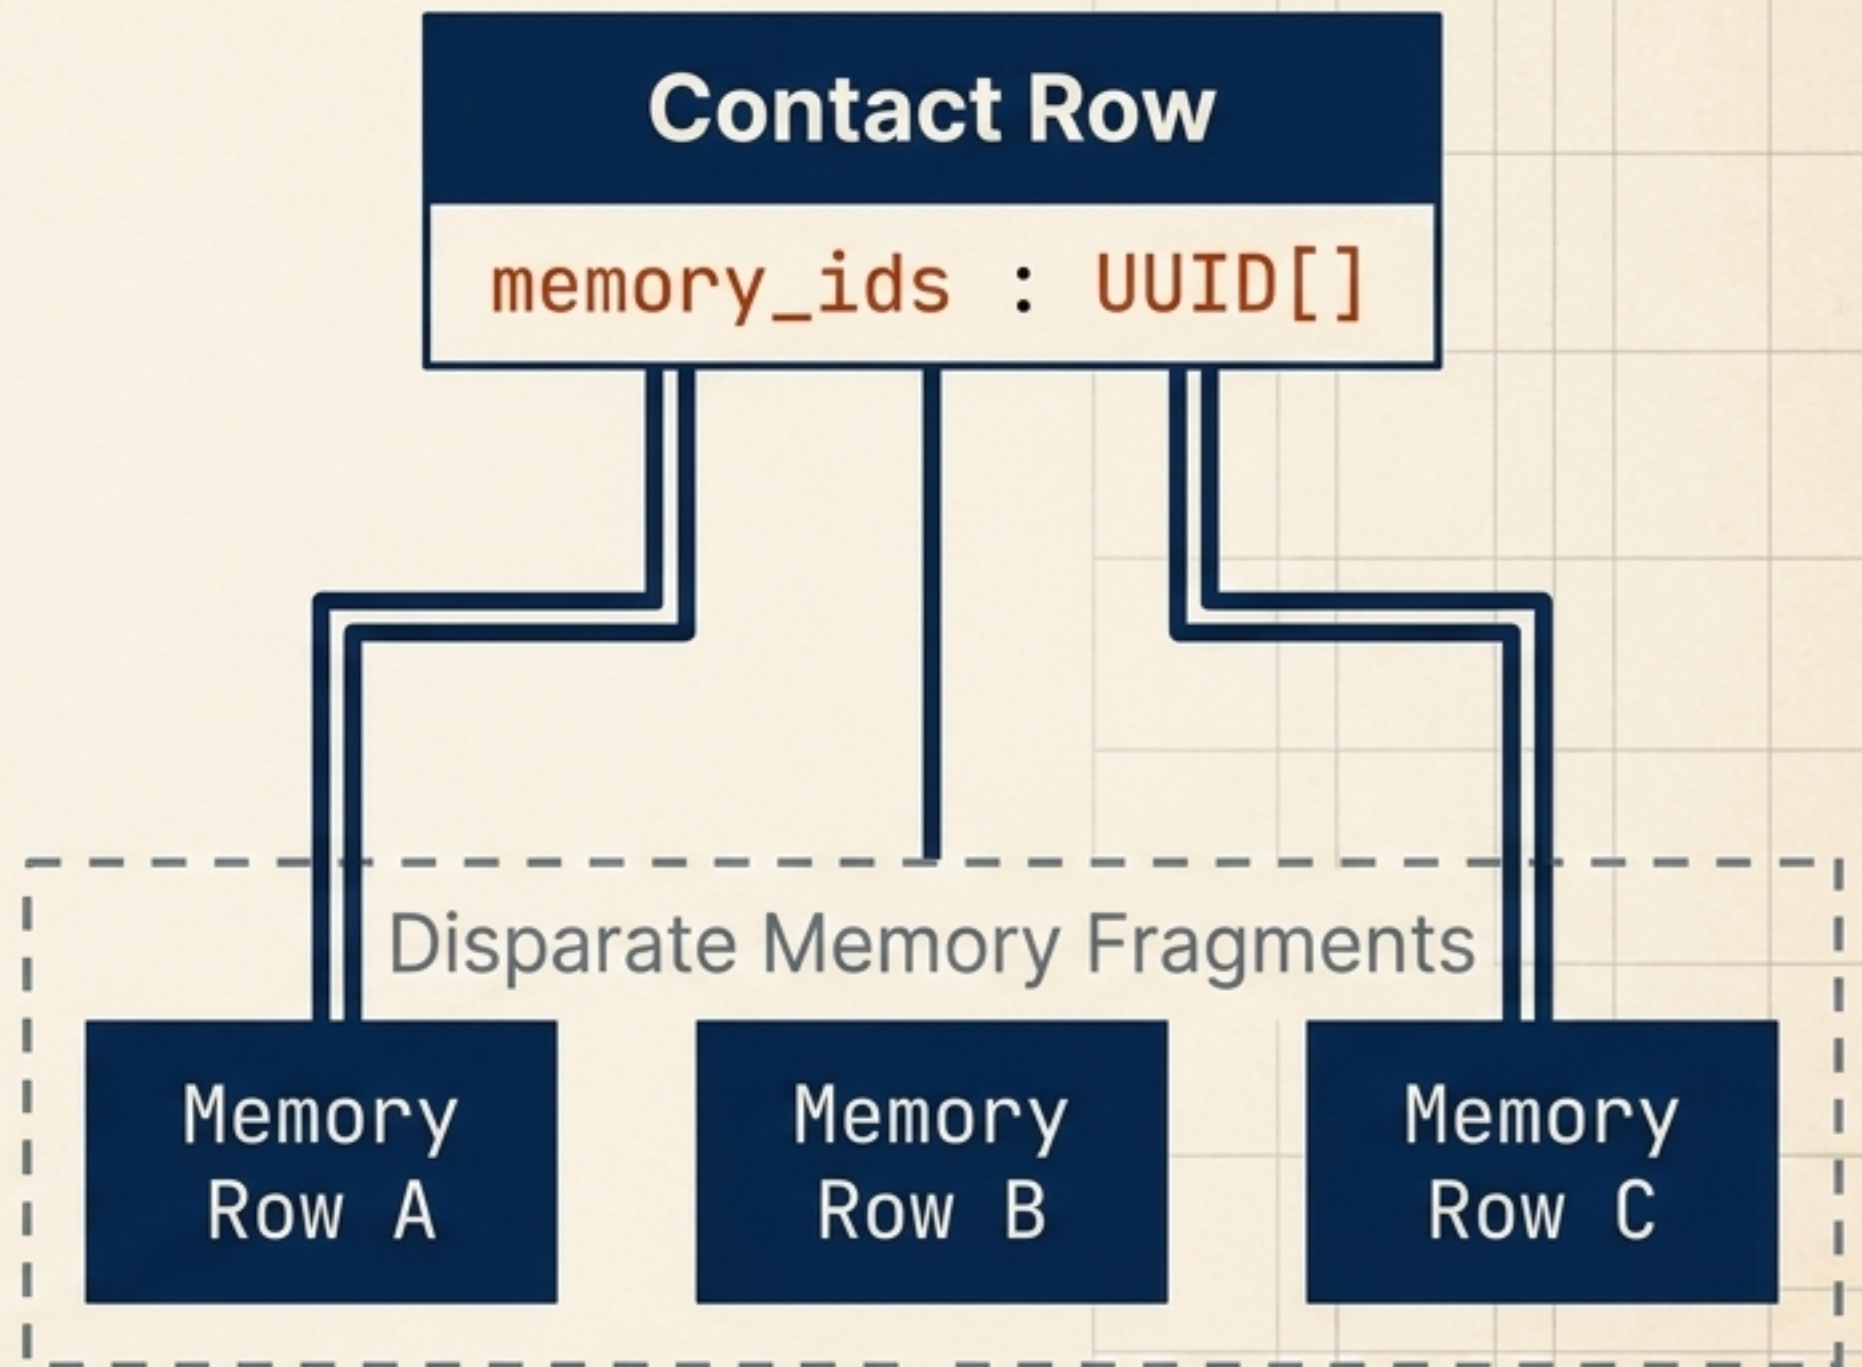 Contact Row
memory_ids : UUID[]
Disparate Memory Fragments
Memory
Row A
Memory
Row B
Memory
Row C